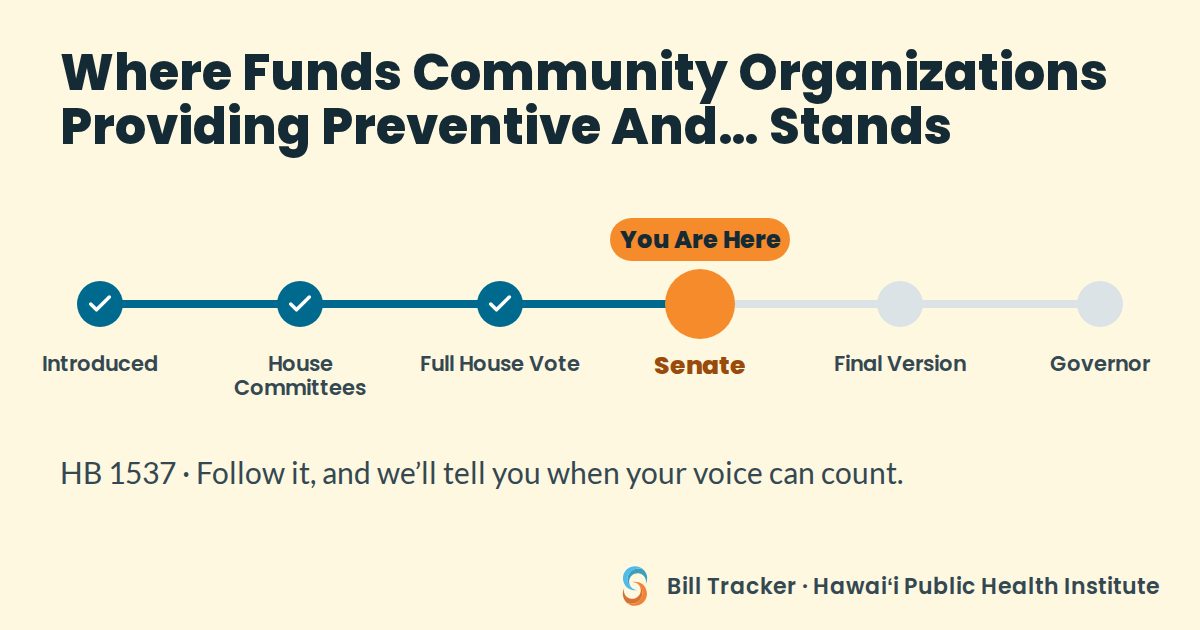 Where Funds Community Organizations
Providing Preventive And... Stands
You Are Here
Introduced
House
Committees
Full House Vote
Senate
Final Version
Governor
HB 1537 · Follow it, and we’ll tell you when your voice can count.
Bill Tracker · Hawaiʻi Public Health Institute